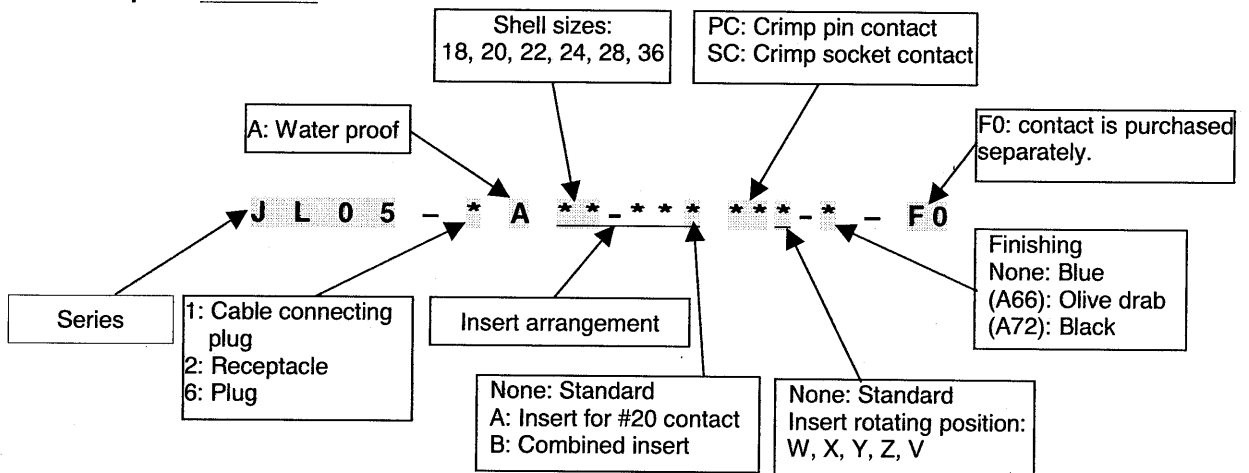 Shell sizes:
18, 20, 22, 24, 28, 36
PC: Crimp pin contact
SC: Crimp socket contact
A: Water proof
F0: contact is purchased
separately.
J L 0 5 – * A * * - * * * * * * - * – F0
Series
1: Cable connecting
plug
2: Receptacle
6: Plug
Insert arrangement
Finishing
None: Blue
(A66): Olive drab
(A72): Black
None: Standard
A: Insert for #20 contact
B: Combined insert
None: Standard
Insert rotating position:
W, X, Y, Z, V